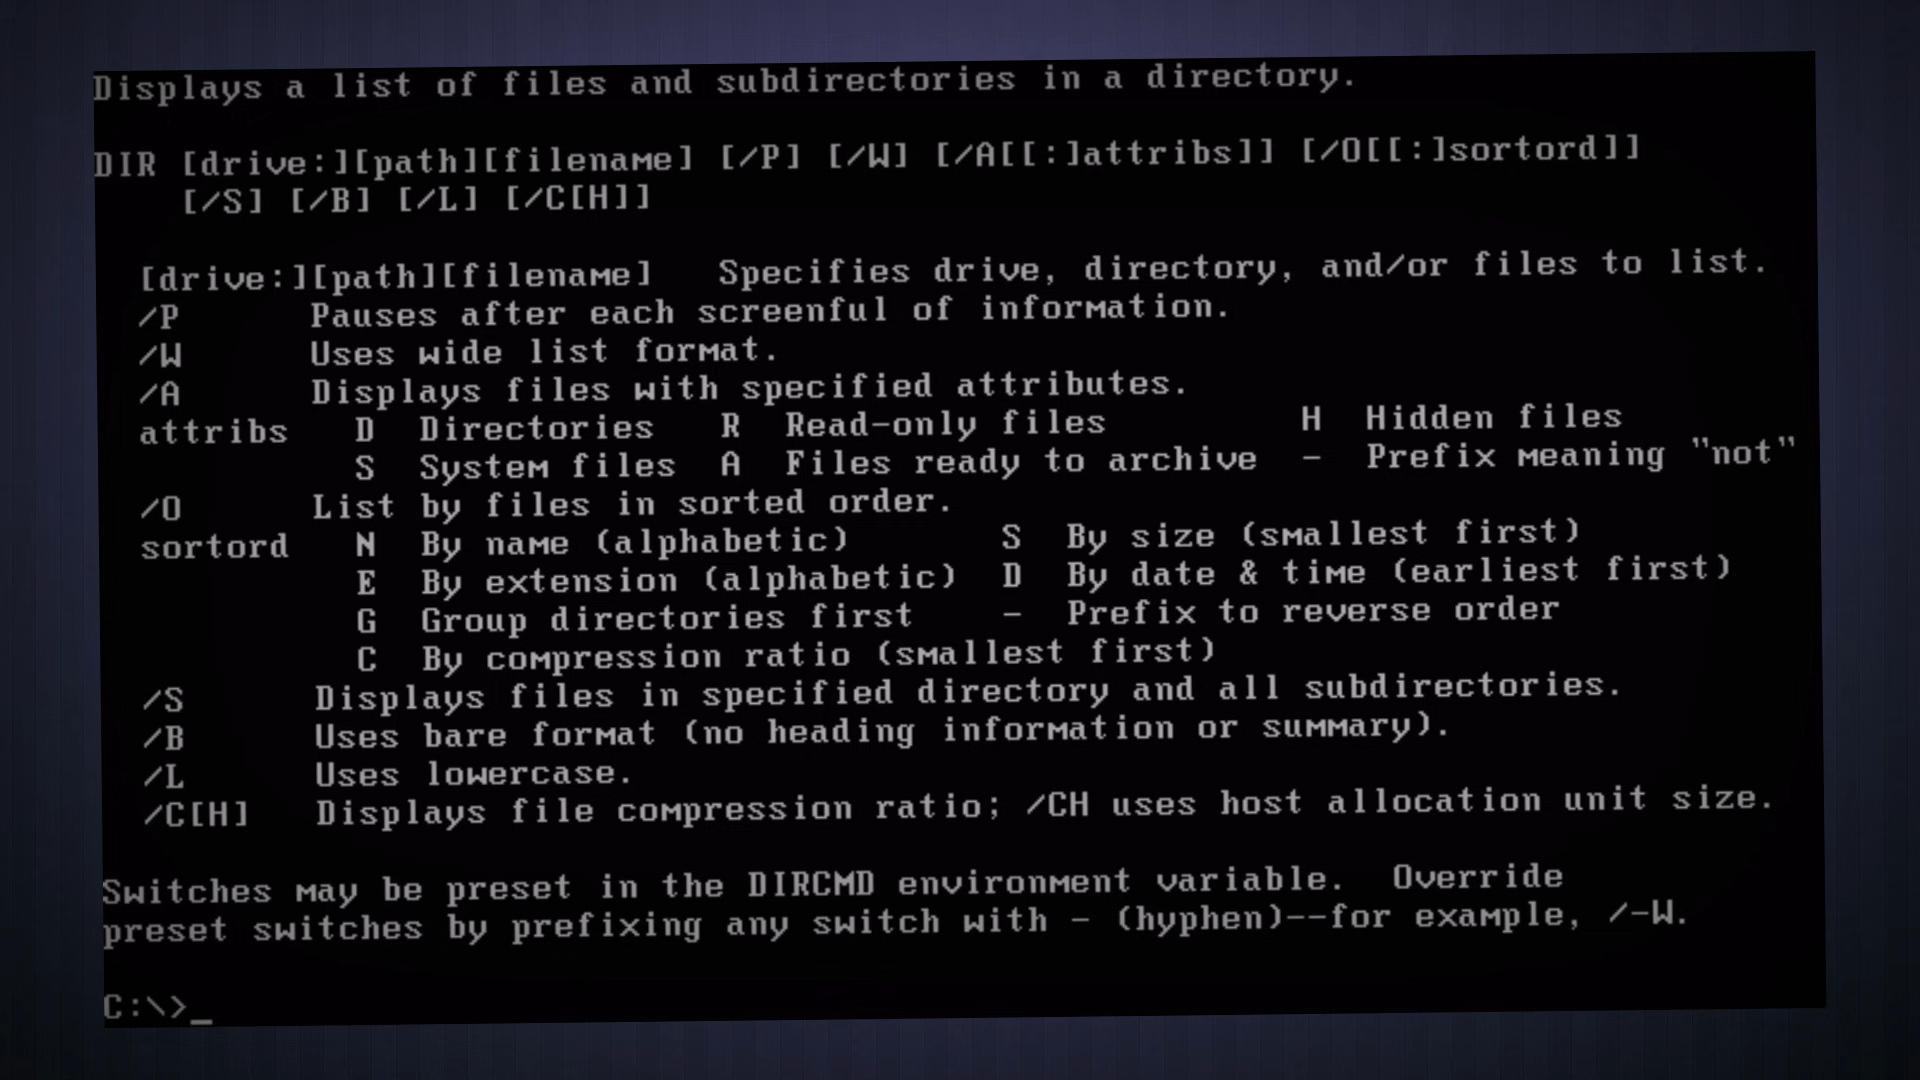 Displays a list of files and subdirectories in a directory.

DIR [drive:][path][filename] [/P] [/W] [/A[[:]attribs]] [/O[[:]sortord]]
    [/S] [/B] [/L] [/C[H]]

  [drive:][path][filename]   Specifies drive, directory, and/or files to list.
  /P      Pauses after each screenful of information.
  /W      Uses wide list format.
  /A      Displays files with specified attributes.
  attribs   D  Directories   R  Read-only files         H  Hidden files
            S  System files  A  Files ready to archive  -  Prefix meaning "not"
  /O      List by files in sorted order.
  sortord   N  By name (alphabetic)       S  By size (smallest first)
            E  By extension (alphabetic)  D  By date & time (earliest first)
            G  Group directories first    -  Prefix to reverse order
            C  By compression ratio (smallest first)
  /S      Displays files in specified directory and all subdirectories.
  /B      Uses bare format (no heading information or summary).
  /L      Uses lowercase.
  /C[H]   Displays file compression ratio; /CH uses host allocation unit size.

Switches may be preset in the DIRCMD environment variable.  Override
preset switches by prefixing any switch with - (hyphen)--for example, /-W.

C:\>_